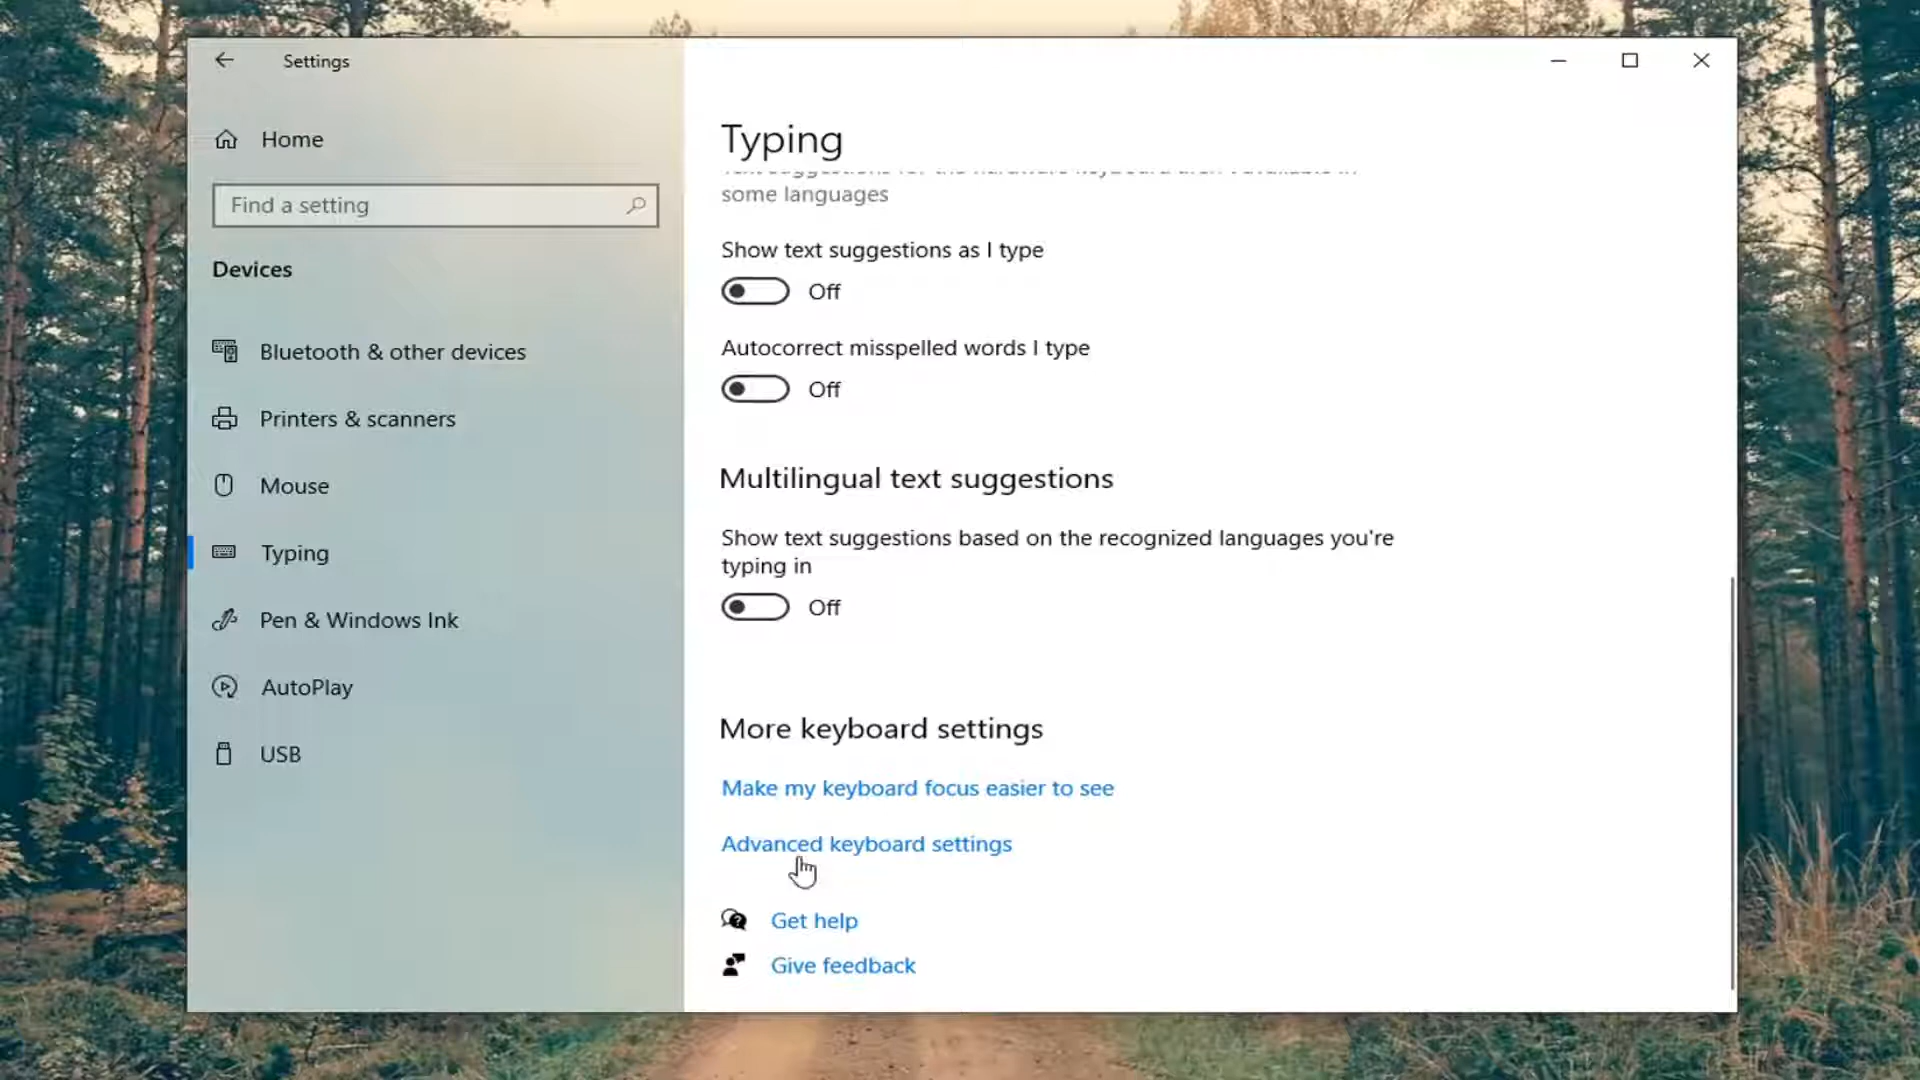 Settings
Home
Find a setting
Devices
Bluetooth & other devices
Printers & scanners
Mouse
Typing
Pen & Windows Ink
AutoPlay
USB
Typing
some languages
Show text suggestions as I type
Off
Autocorrect misspelled words I type
Off
Multilingual text suggestions
Show text suggestions based on the recognized languages you're
typing in
Off
More keyboard settings
Make my keyboard focus easier to see
Advanced keyboard settings
Get help
Give feedback